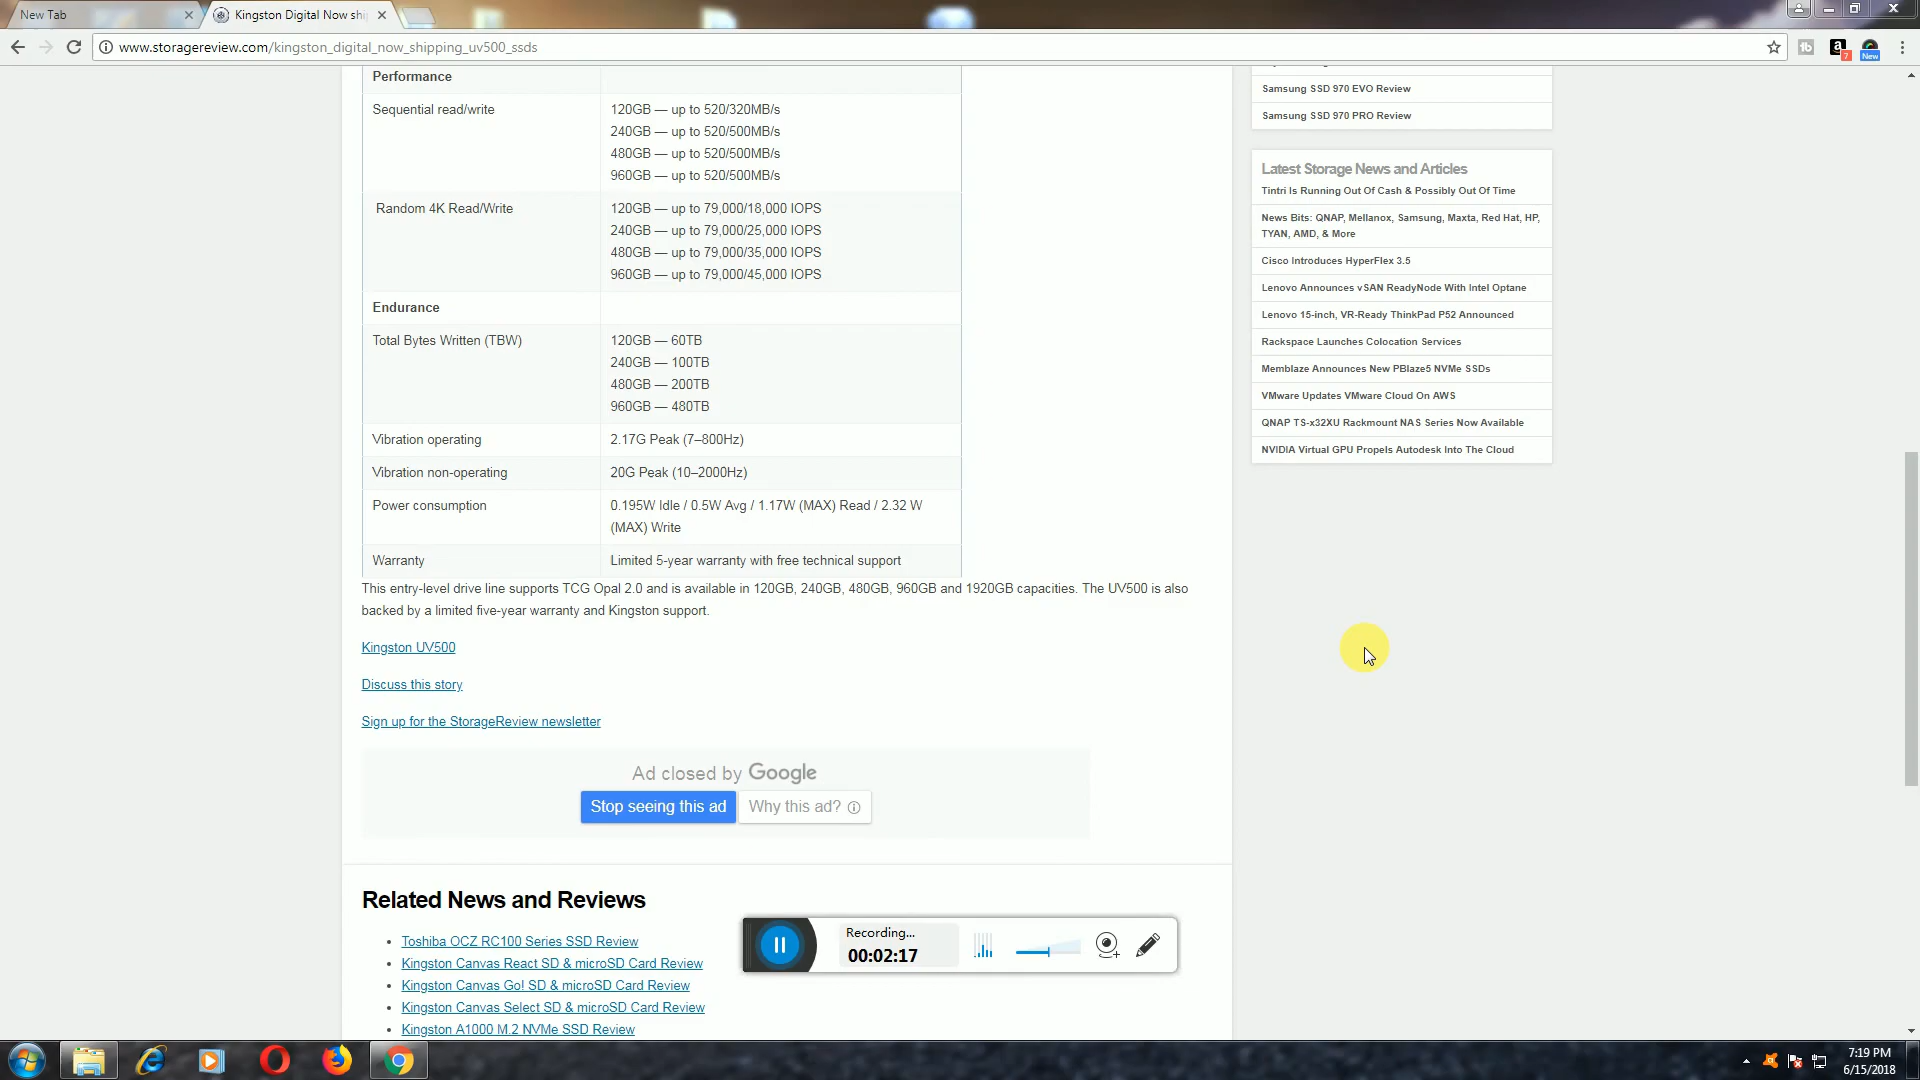 New Tab
Kingston Digital Now shi
www.storagereview.com/kingston_digital_now_shipping_uv500_ssds
7
New
Performance
Sequential read/write
120GB — up to 520/320MB/s
240GB — up to 520/500MB/s
480GB — up to 520/500MB/s
960GB — up to 520/500MB/s
Random 4K Read/Write
120GB — up to 79,000/18,000 IOPS
240GB — up to 79,000/25,000 IOPS
480GB — up to 79,000/35,000 IOPS
960GB — up to 79,000/45,000 IOPS
Endurance
Total Bytes Written (TBW)
120GB — 60TB
240GB — 100TB
480GB — 200TB
960GB — 480TB
Vibration operating
2.17G Peak (7–800Hz)
Vibration non-operating
20G Peak (10–2000Hz)
Power consumption
0.195W Idle / 0.5W Avg / 1.17W (MAX) Read / 2.32 W
(MAX) Write
Warranty
Limited 5-year warranty with free technical support
This entry-level drive line supports TCG Opal 2.0 and is available in 120GB, 240GB, 480GB, 960GB and 1920GB capacities. The UV500 is also
backed by a limited five-year warranty and Kingston support.
Kingston UV500
Discuss this story
Sign up for the StorageReview newsletter
Ad closed by Google
Stop seeing this ad
Why this ad?
Related News and Reviews
Toshiba OCZ RC100 Series SSD Review
Kingston Canvas React SD & microSD Card Review
Kingston Canvas Go! SD & microSD Card Review
Kingston Canvas Select SD & microSD Card Review
Kingston A1000 M.2 NVMe SSD Review
Samsung SSD 970 EVO Review
Samsung SSD 970 PRO Review
Latest Storage News and Articles
Tintri Is Running Out Of Cash & Possibly Out Of Time
News Bits: QNAP, Mellanox, Samsung, Maxta, Red Hat, HP,
TYAN, AMD, & More
Cisco Introduces HyperFlex 3.5
Lenovo Announces vSAN ReadyNode With Intel Optane
Lenovo 15-inch, VR-Ready ThinkPad P52 Announced
Rackspace Launches Colocation Services
Memblaze Announces New PBlaze5 NVMe SSDs
VMware Updates VMware Cloud On AWS
QNAP TS-x32XU Rackmount NAS Series Now Available
NVIDIA Virtual GPU Propels Autodesk Into The Cloud
Recording...
00:02:17
7:19 PM
6/15/2018